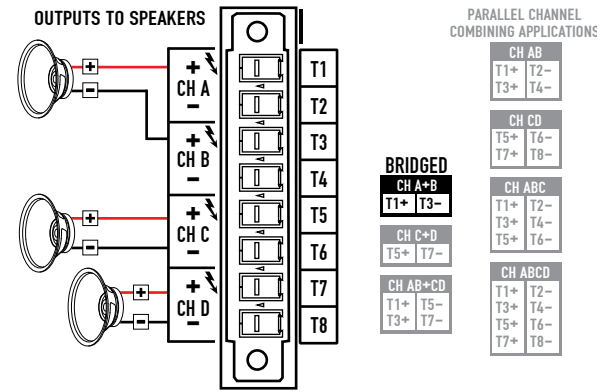 OUTPUTS TO SPEAKERS
+
-
+
CH A
-
+
CH B
-
+
-
+
CH C
-
+
-
+
CH D
-
T1
T2
T3
T4
T5
T6
T7
T8
BRIDGED
CH A+B
T1+ T3-
CH C+D
T5+ T7-
CH AB+CD
T1+ T5-
T3+ T7-
PARALLEL CHANNEL
COMBINING APPLICATIONS
CH AB
T1+ T2-
T3+ T4-
CH CD
T5+ T6-
T7+ T8-
CH ABC
T1+ T2-
T3+ T4-
T5+ T6-
CH ABCD
T1+ T2-
T3+ T4-
T5+ T6-
T7+ T8-